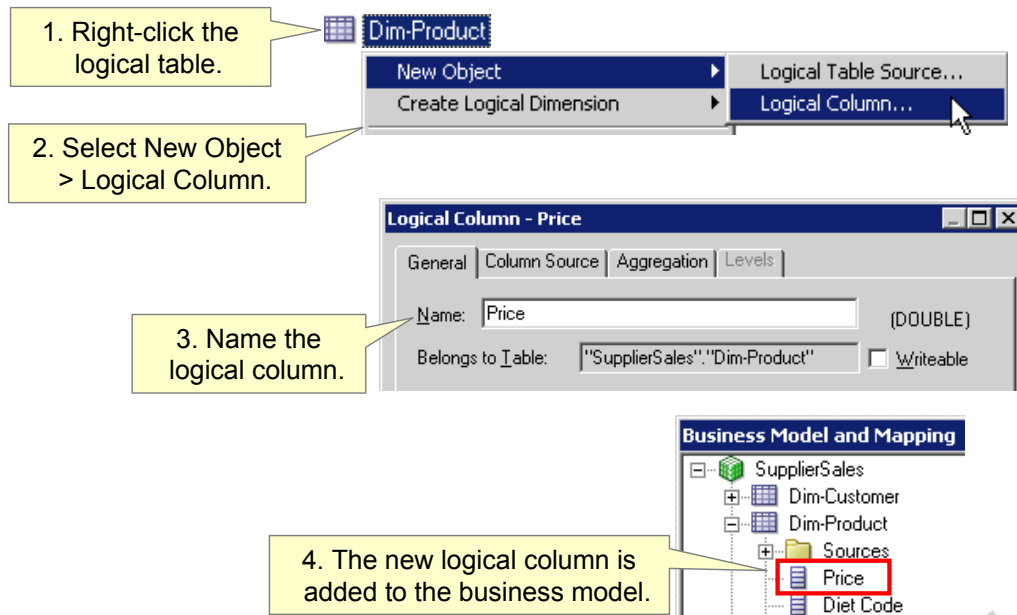 1. Right-click the
logical table.
Dim-Product
New Object
Logical Table Source...
Create Logical Dimension
Logical Column...
2. Select New Object
> Logical Column.
Logical Column - Price
General
Column Source
Aggregation
Levels
Name:
Price
(DOUBLE)
3. Name the
logical column.
Belongs to Table:
"SupplierSales"."Dim-Product"
Writeable
Business Model and Mapping
SupplierSales
Dim-Customer
Dim-Product
Sources
4. The new logical column is
added to the business model.
Price
Diet Code